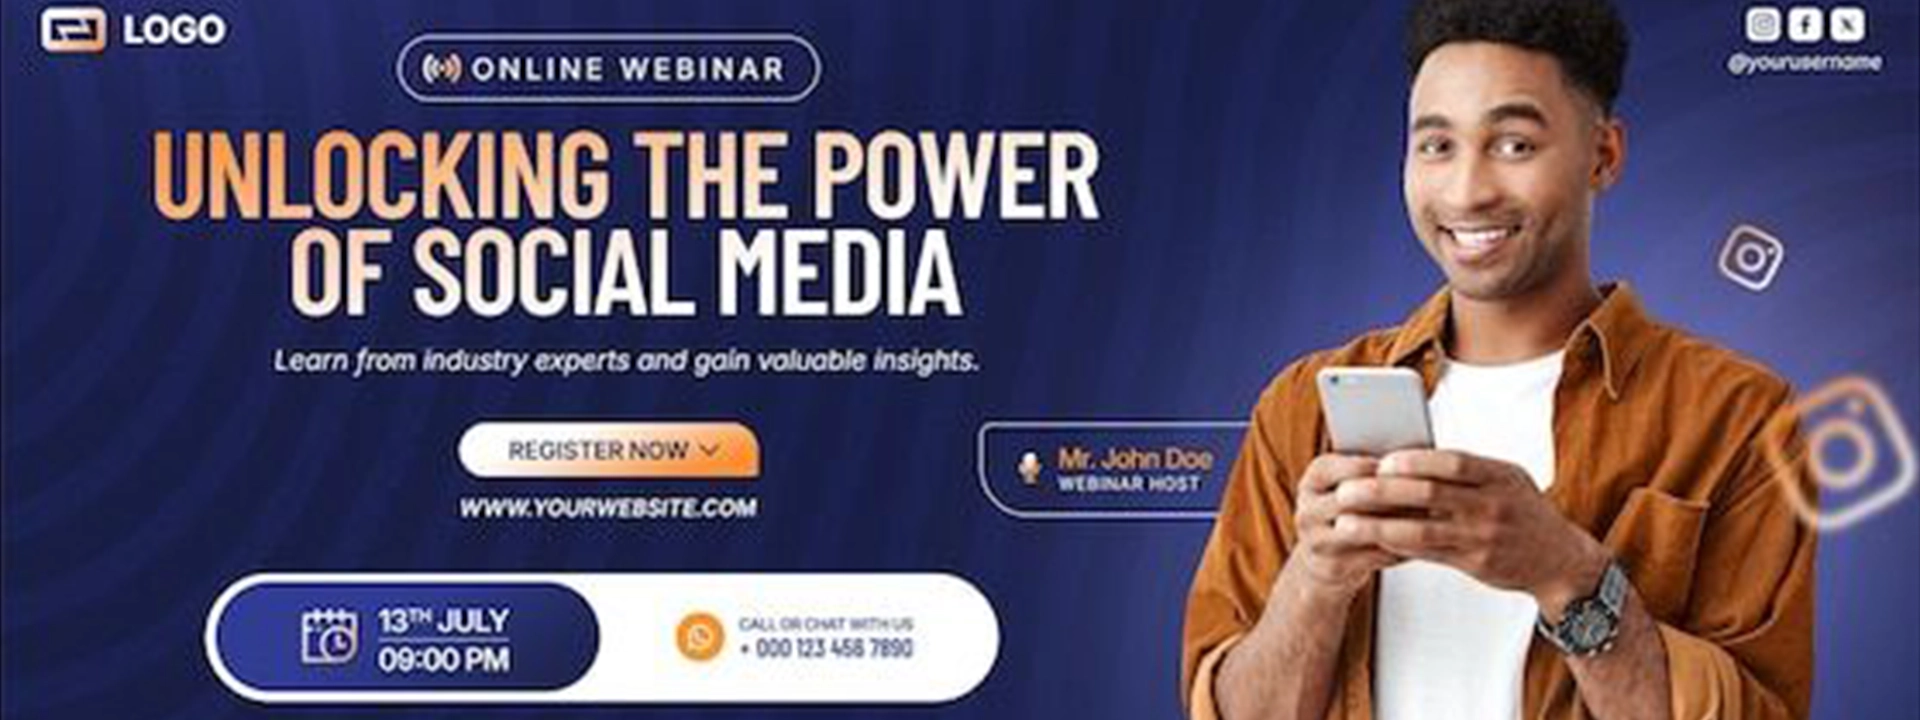 LOGO
@yourusername
ONLINE WEBINAR
UNLOCKING THE POWER
OF SOCIAL MEDIA
Learn from industry experts and gain valuable insights.
REGISTER NOW
WWW.YOURWEBSITE.COM
Mr. John Doe
WEBINAR HOST
13TH JULY
09:00 PM
CALL OR CHAT WITH US
+ 000 123 456 7890